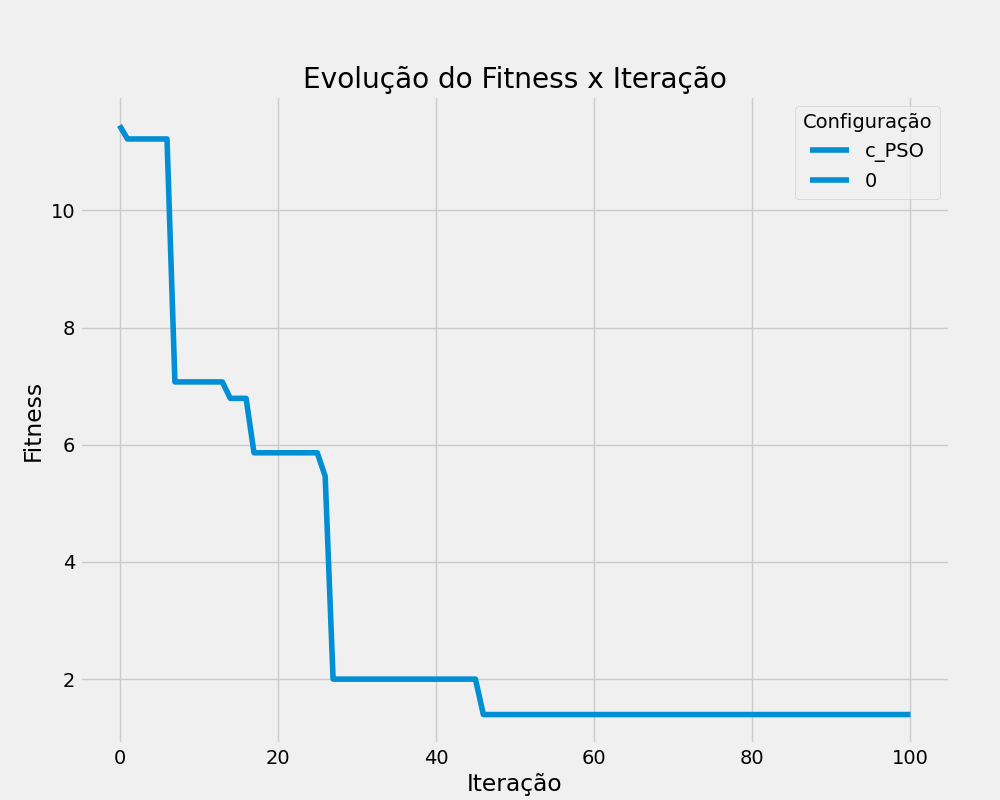 Evolução do Fitness x Iteração
Configuração
c_PSO
0
Fitness
10
8
6
4
2
0 20 40 60 80 100
Iteração